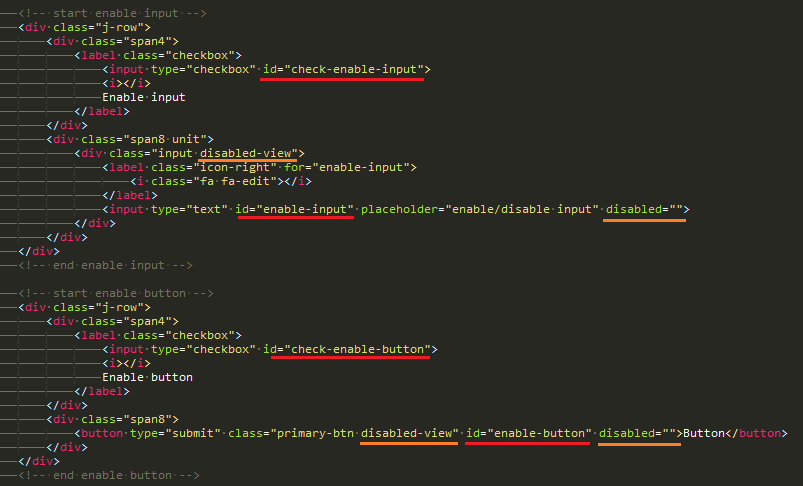 <!-- start enable input -->
<div class="j-row">
<div class="span4">
<label class="checkbox">
<input type="checkbox" id="check-enable-input">
<i></i>
Enable input
</label>
</div>
<div class="span8 unit">
<div class="input disabled-view">
<label class="icon-right" for="enable-input">
<i class="fa fa-edit"></i>
</label>
<input type="text" id="enable-input" placeholder="enable/disable input" disabled="">
</div>
</div>
</div>
<!-- end enable input -->
<!-- start enable button -->
<div class="j-row">
<div class="span4">
<label class="checkbox">
<input type="checkbox" id="check-enable-button">
<i></i>
Enable button
</label>
</div>
<div class="span8">
<button type="submit" class="primary-btn disabled-view" id="enable-button" disabled="">Button</button>
</div>
</div>
<!-- end enable button -->